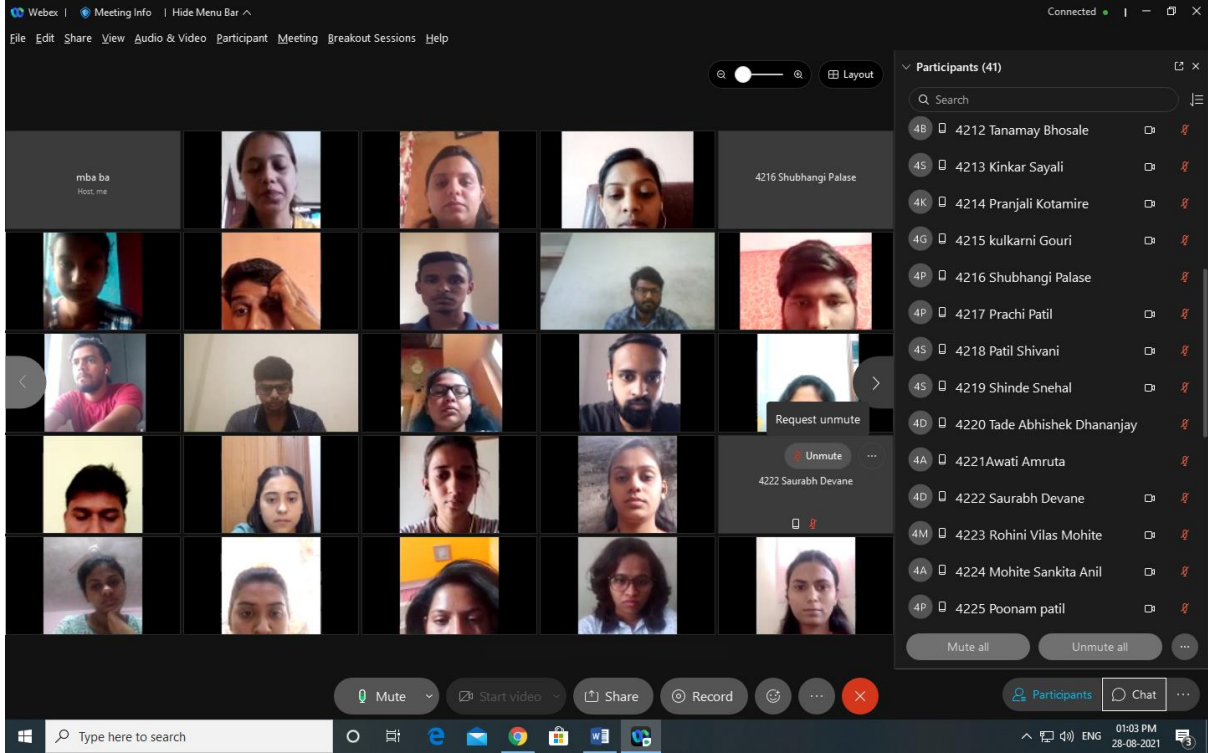 Webex | Meeting Info | Hide Menu Bar
Connected
File Edit Share View Audio & Video Participant Meeting Breakout Sessions Help
Layout
Participants (41)
Search
mba ba
Host, me
4216 Shubhangi Palase
Request unmute
Unmute
4222 Saurabh Devane
4B 4212 Tanamay Bhosale
4S 4213 Kinkar Sayali
4K 4214 Pranjali Kotamire
4G 4215 kulkarni Gouri
4P 4216 Shubhangi Palase
4P 4217 Prachi Patil
4S 4218 Patil Shivani
4S 4219 Shinde Snehal
4D 4220 Tade Abhishek Dhananjay
4A 4221Awati Amruta
4D 4222 Saurabh Devane
4M 4223 Rohini Vilas Mohite
4A 4224 Mohite Sankita Anil
4P 4225 Poonam patil
Mute all Unmute all
Mute Start video Share Record
Participants Chat
Type here to search
ENG
01:03 PM
28-08-2021
3